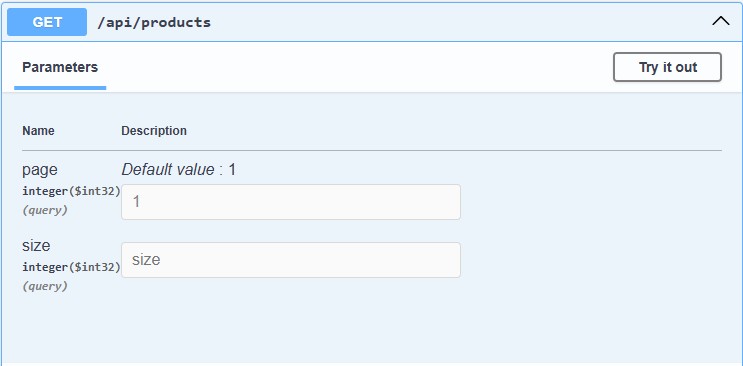 GET /api/products
Parameters Try it out
Name Description
page Default value : 1
integer($int32) 1
(query)
size
integer($int32) size
(query)